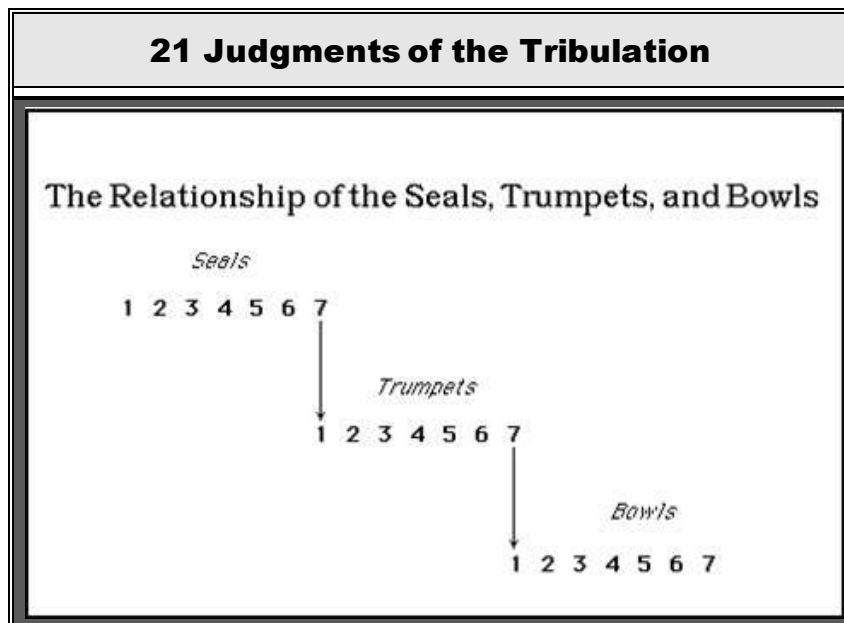 21 Judgments of the Tribulation
The Relationship of the Seals, Trumpets, and Bowls
Seals
1 2 3 4 5 6 7
Trumpets
1 2 3 4 5 6 7
Bowls
1 2 3 4 5 6 7